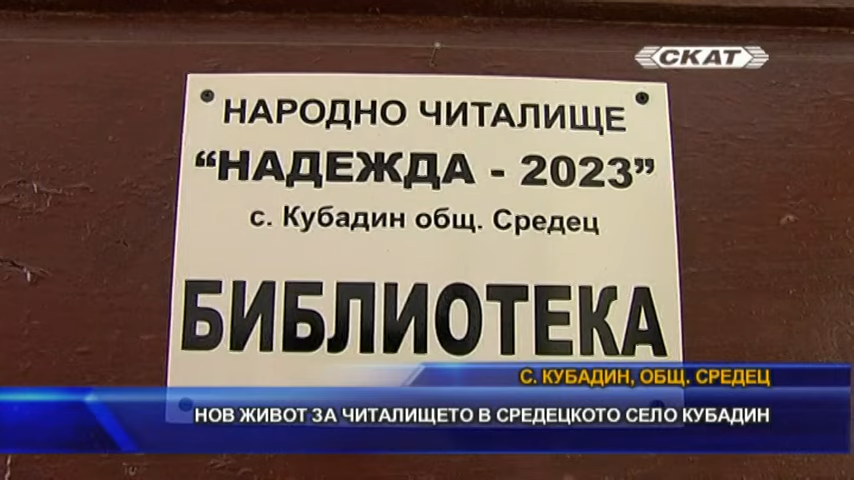 СКАТ
НАРОДНО ЧИТАЛИЩЕ
“НАДЕЖДА - 2023”
с. Кубадин общ. Средец
БИБЛИОТЕКА
С. КУБАДИН, ОБЩ. СРЕДЕЦ
НОВ ЖИВОТ ЗА ЧИТАЛИЩЕТО В СРЕДЕЦКОТО СЕЛО КУБАДИН